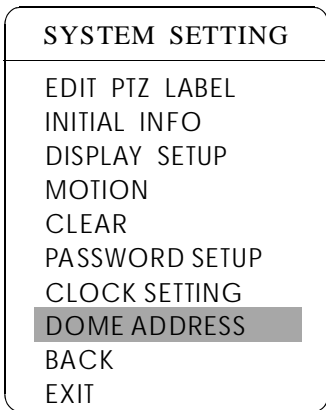 SYSTEM SETTING
EDIT PTZ LABEL
INITIAL INFO
DISPLAY SETUP
MOTION
CLEAR
PASSWORD SETUP
CLOCK SETTING
DOME ADDRESS
BACK
EXIT